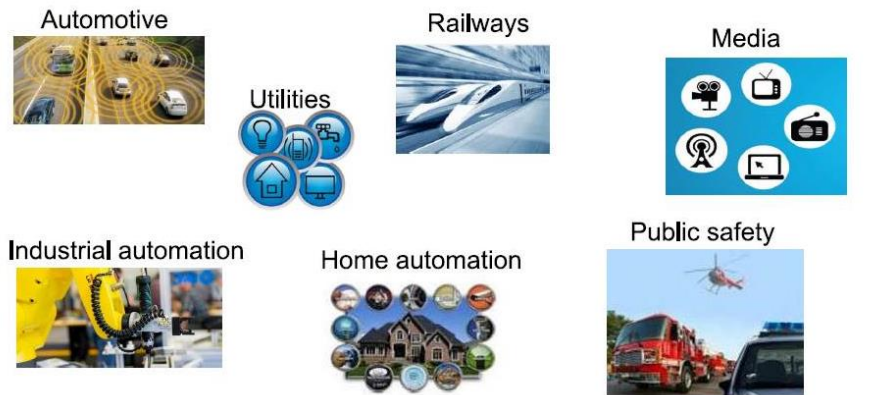 Automotive
Railways
Media
Utilities
Industrial automation
Home automation
Public safety